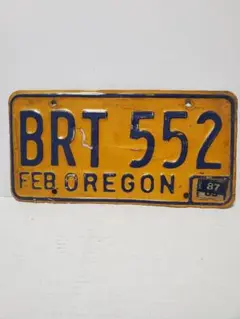 BRT 552
FEB OREGON 87